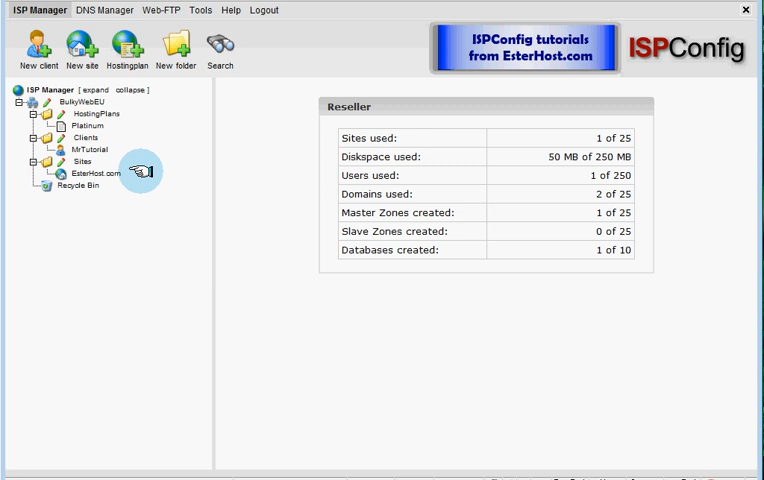 ISP Manager DNS Manager Web-FTP Tools Help Logout
New client New site Hostingplan New folder Search
ISPConfig tutorials
from EsterHost.com
ISPConfig
ISP Manager [ expand collapse ]
BulkyWebEU
HostingPlans
Platinum
Clients
MrTutorial
Sites
EsterHost.com
Recycle Bin
Reseller
Sites used: 1 of 25
Diskspace used: 50 MB of 250 MB
Users used: 1 of 250
Domains used: 2 of 25
Master Zones created: 1 of 25
Slave Zones created: 0 of 25
Databases created: 1 of 10